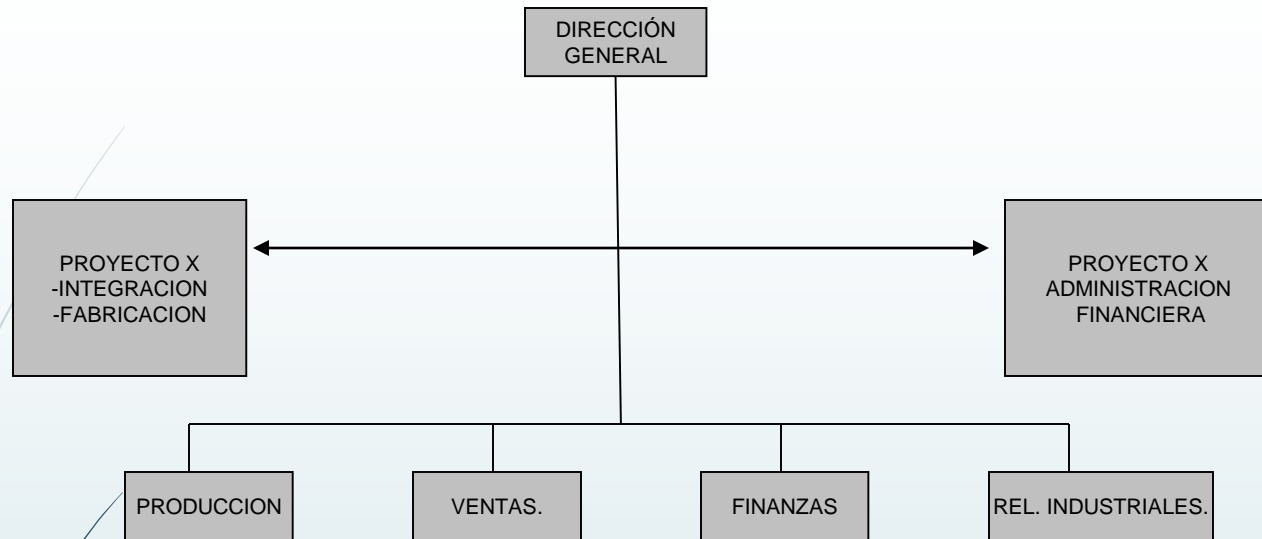 DIRECCIÓN
GENERAL
PROYECTO X
-INTEGRACION
-FABRICACION
PROYECTO X
ADMINISTRACION
FINANCIERA
PRODUCCION
VENTAS.
FINANZAS
REL. INDUSTRIALES.